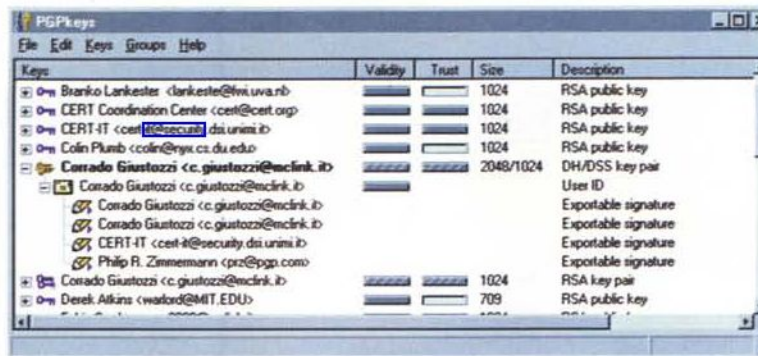 PGPkeys
File Edit Keys Groups Help
Keys Validity Trust Size Description
Branko Lankester <lankeste@fwi.uva.nl> 1024 RSA public key
CERT Coordination Center <cert@cert.org> 1024 RSA public key
CERT-IT <cert-it@security.dsi.unimi.it> 1024 RSA public key
Colin Plumb <colin@nyx.cs.du.edu> 1024 RSA public key
Corrado Giustozzi <c.giustozzi@mclink.it> 2048/1024 DH/DSS key pair
Corrado Giustozzi <c.giustozzi@mclink.it> User ID
Corrado Giustozzi <c.giustozzi@mclink.it> Exportable signature
Corrado Giustozzi <c.giustozzi@mclink.it> Exportable signature
CERT-IT <cert-it@security.dsi.unimi.it> Exportable signature
Philip R. Zimmermann <prz@pgp.com> Exportable signature
Corrado Giustozzi <c.giustozzi@mclink.it> 1024 RSA key pair
Derek Atkins <warlord@MIT.EDU> 709 RSA public key